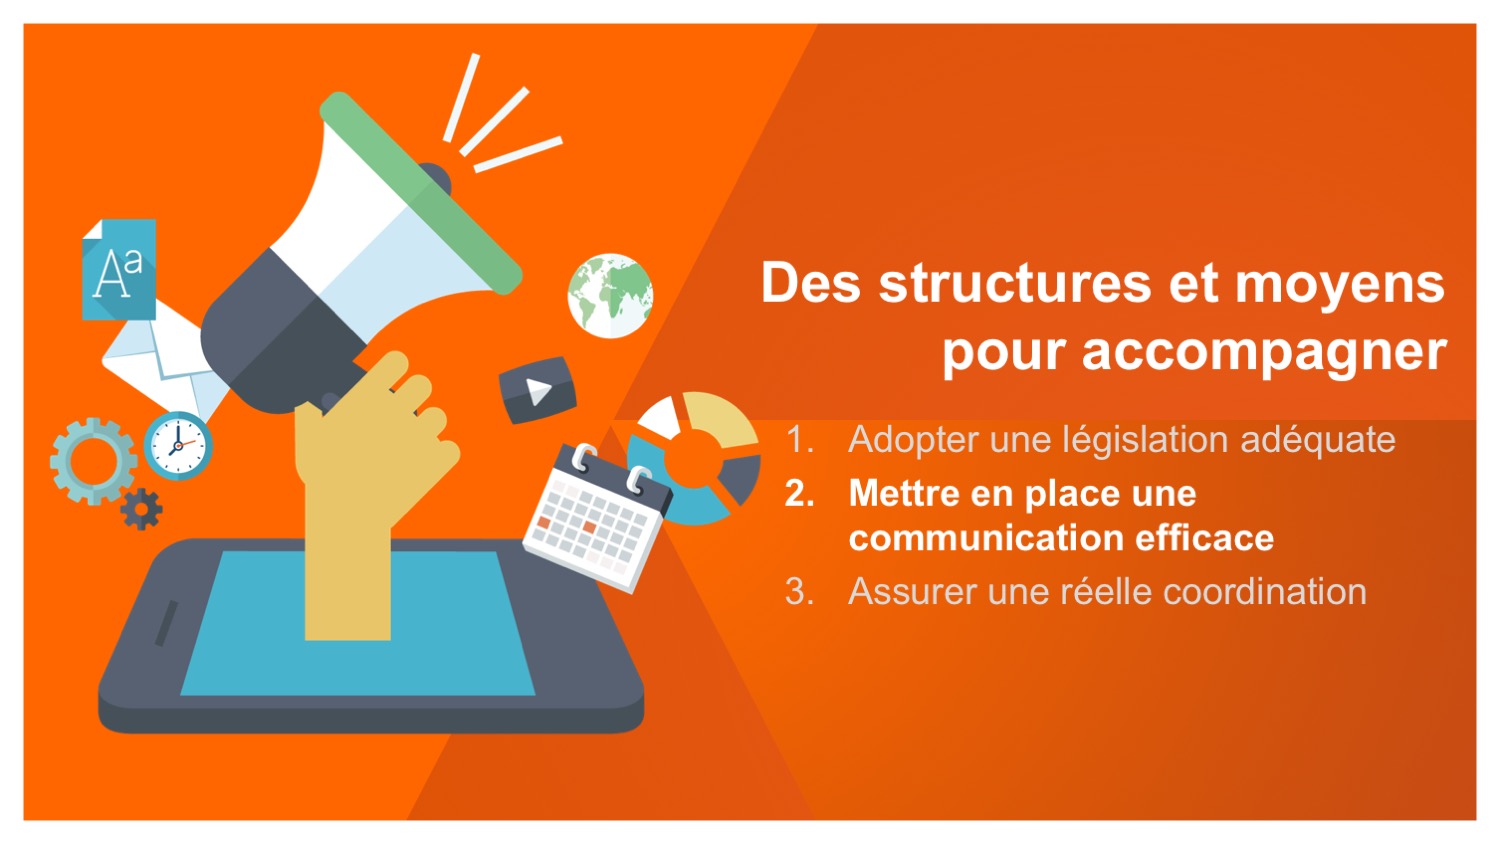 Aa
Des structures et moyens
pour accompagner
1. Adopter une législation adéquate
2. Mettre en place une
communication efficace
3. Assurer une réelle coordination